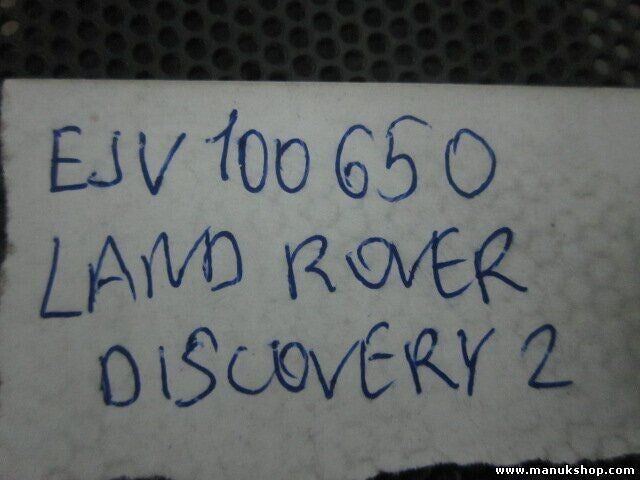 EJV 100 650
LAND ROVER
DISCOVERY 2
www.manukshop.com